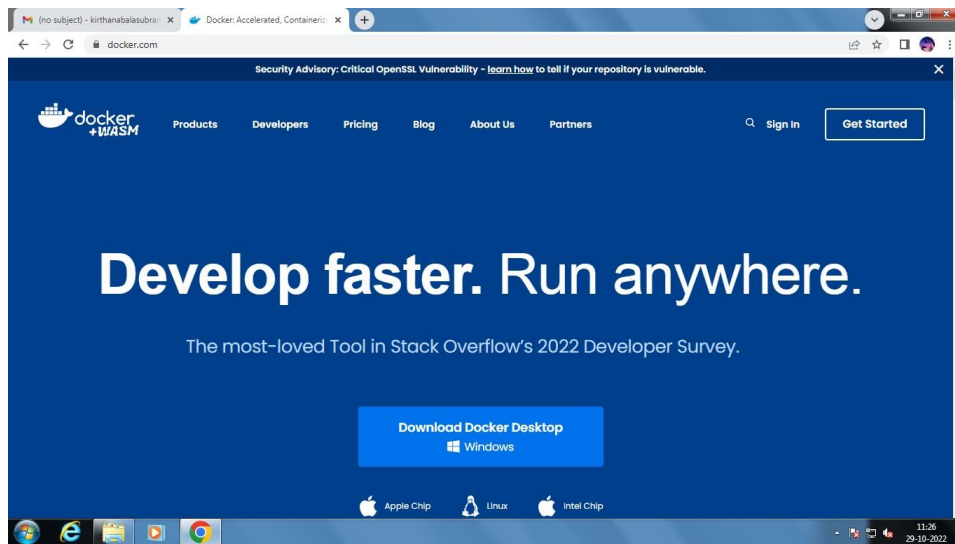 (no subject) - kirthanabalasubra
Docker: Accelerated, Containeriz
docker.com
Security Advisory: Critical OpenSSL Vulnerability – learn how to tell if your repository is vulnerable.
docker
+WASM
Products
Developers
Pricing
Blog
About Us
Partners
Sign In
Get Started
Develop faster. Run anywhere.
The most-loved Tool in Stack Overflow's 2022 Developer Survey.
Download Docker Desktop
Windows
Apple Chip
Linux
Intel Chip
11:26
29-10-2022